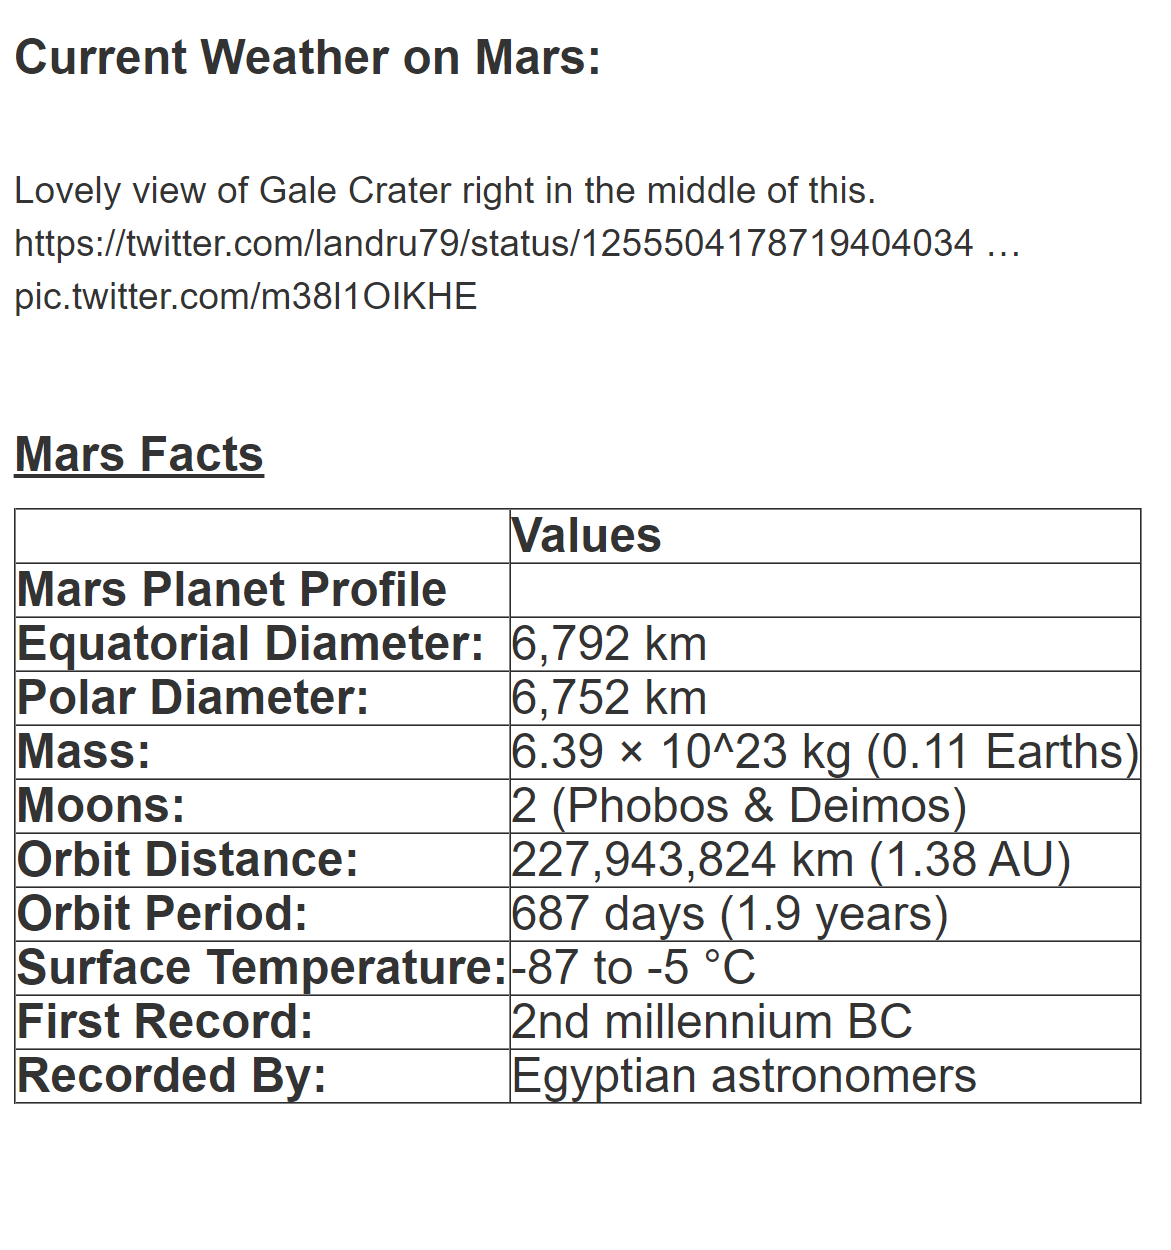 Current Weather on Mars:
Lovely view of Gale Crater right in the middle of this.
https://twitter.com/landru79/status/1255504178719404034 …
pic.twitter.com/m38l1OIKHE
Mars Facts
Values
Mars Planet Profile
Equatorial Diameter: 6,792 km
Polar Diameter: 6,752 km
Mass: 6.39 × 10^23 kg (0.11 Earths)
Moons: 2 (Phobos & Deimos)
Orbit Distance: 227,943,824 km (1.38 AU)
Orbit Period: 687 days (1.9 years)
Surface Temperature: -87 to -5 °C
First Record: 2nd millennium BC
Recorded By: Egyptian astronomers